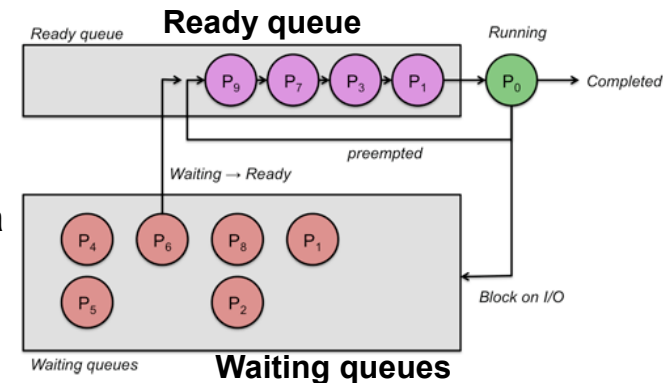 Ready queue
Ready queue
Running
P9 P7 P3 P1 P0 Completed
preempted
Waiting → Ready
P4 P6 P8 P1
P5 P2
Block on I/O
Waiting queues
Waiting queues